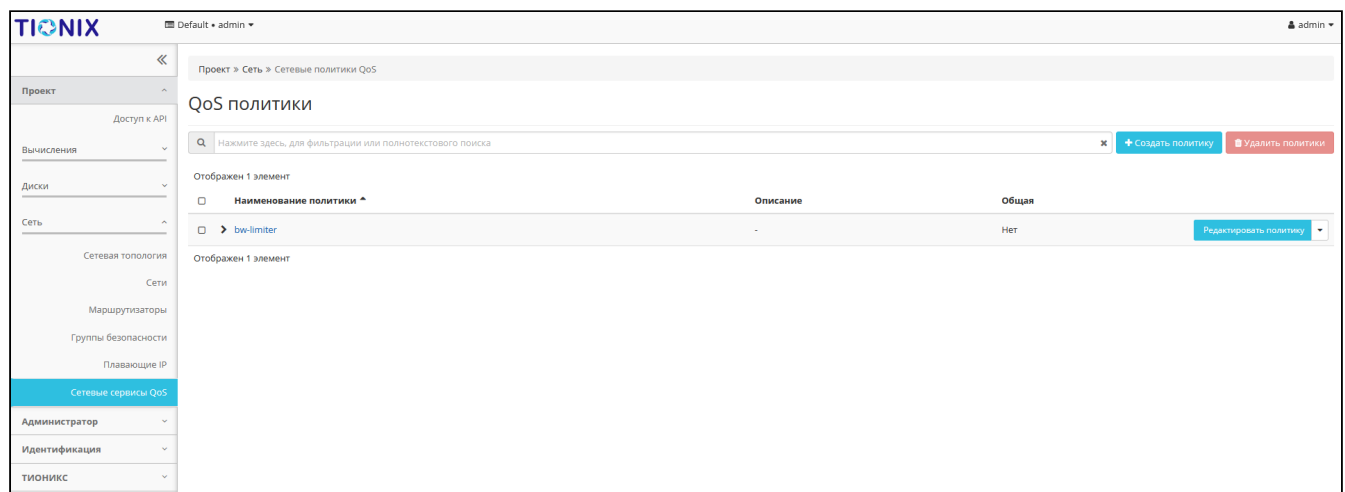 TIONIX
Default • admin
admin
Проект » Сеть » Сетевые политики QoS
Проект
QoS политики
Доступ к API
Нажмите здесь, для фильтрации или полнотекстового поиска
Создать политику
Удалить политики
Вычисления
Отображен 1 элемент
Диски
Наименование политики
Описание
Общая
Сеть
bw-limiter
-
Нет
Редактировать политику
Сетевая топология
Отображен 1 элемент
Сети
Маршрутизаторы
Группы безопасности
Плавающие IP
Сетевые сервисы QoS
Администратор
Идентификация
ТИОНИКС